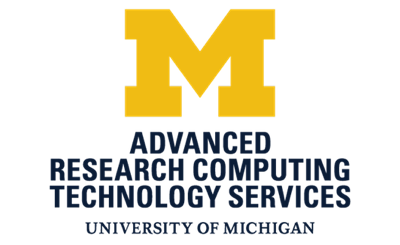 M
ADVANCED
RESEARCH COMPUTING
TECHNOLOGY SERVICES
UNIVERSITY OF MICHIGAN